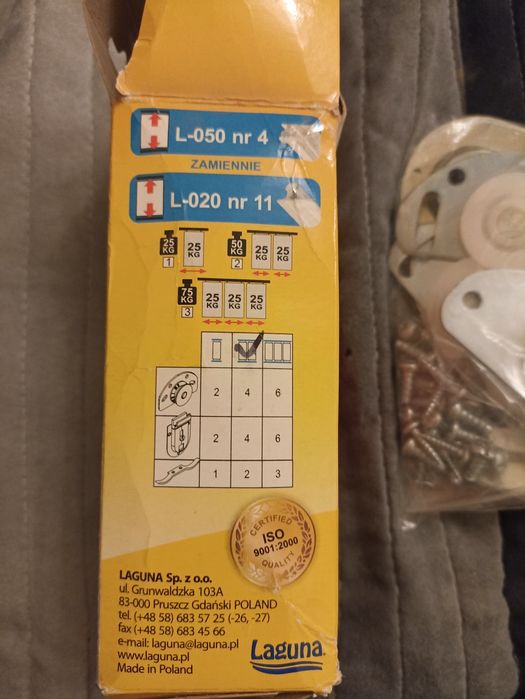 L-050 nr 4
ZAMIENNIE
L-020 nr 11
25 KG
25 KG
50 KG
25 KG
25 KG
1
2
75 KG
25 KG
25 KG
25 KG
3
2 4 6
2 4 6
1 2 3
CERTIFIED
ISO
9001:2000
QUALITY
LAGUNA Sp. z o.o.
ul. Grunwaldzka 103A
83-000 Pruszcz Gdański POLAND
tel. (+48 58) 683 57 25 (-26, -27)
fax (+48 58) 683 45 66
e-mail: laguna@laguna.pl
www.laguna.pl
Made in Poland
Laguna